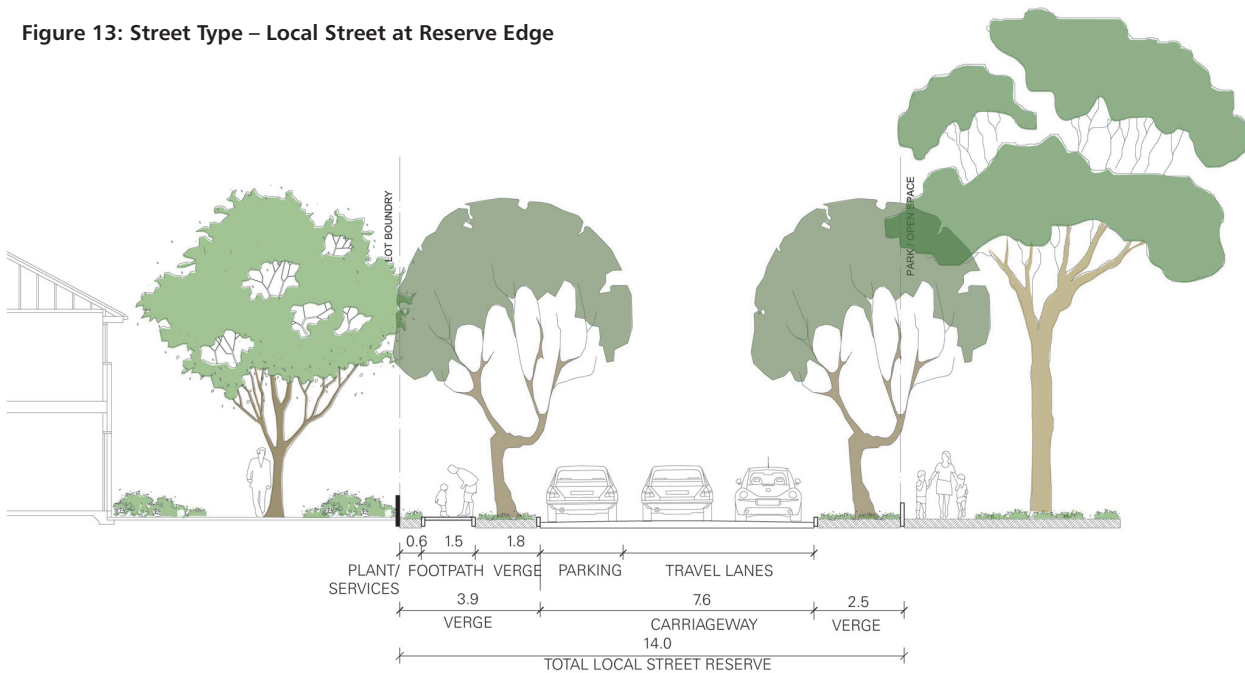 Figure 13: Street Type – Local Street at Reserve Edge
LOT BOUNDRY
PARK / OPEN SPACE
0.6 1.5 1.8
PLANT/ FOOTPATH VERGE PARKING TRAVEL LANES
SERVICES
3.9 7.6 2.5
VERGE CARRIAGEWAY VERGE
14.0
TOTAL LOCAL STREET RESERVE